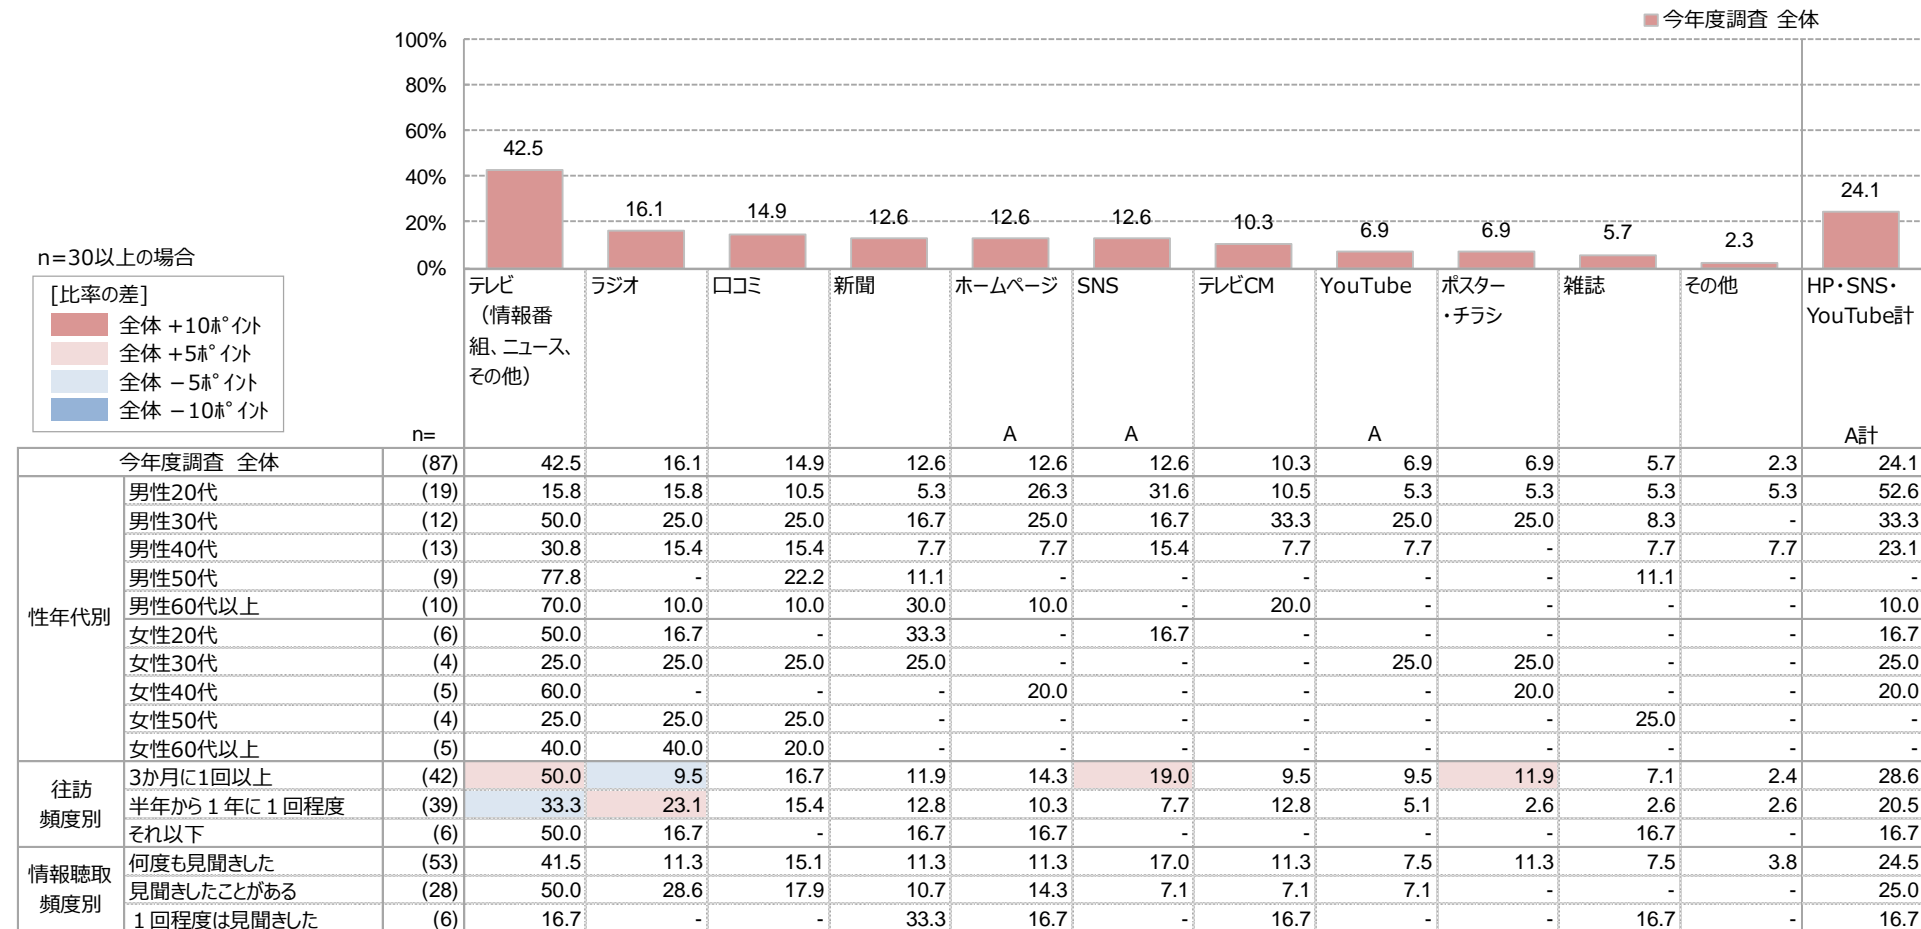 今年度調査 全体
100%
80%
60%
40%
20%
0%
42.5
16.1
14.9
12.6
12.6
12.6
10.3
6.9
6.9
5.7
2.3
24.1
n=30以上の場合
[比率の差]
全体 +10ポイント
全体 +5ポイント
全体 -5ポイント
全体 -10ポイント
テレビ
（情報番
組、ニュース、
その他）
ラジオ
口コミ
新聞
ホームページ
SNS
テレビCM
YouTube
ポスター
・チラシ
雑誌
その他
HP・SNS・
YouTube計
n=
A
A
A
A計
今年度調査 全体 (87) 42.5 16.1 14.9 12.6 12.6 12.6 10.3 6.9 6.9 5.7 2.3 24.1
性年代別
男性20代 (19) 15.8 15.8 10.5 5.3 26.3 31.6 10.5 5.3 5.3 5.3 5.3 52.6
男性30代 (12) 50.0 25.0 25.0 16.7 25.0 16.7 33.3 25.0 25.0 8.3 - 33.3
男性40代 (13) 30.8 15.4 15.4 7.7 7.7 15.4 7.7 7.7 - 7.7 7.7 23.1
男性50代 (9) 77.8 - 22.2 11.1 - - - - - 11.1 - -
男性60代以上 (10) 70.0 10.0 10.0 30.0 10.0 - 20.0 - - - - 10.0
女性20代 (6) 50.0 16.7 - 33.3 - 16.7 - - - - - 16.7
女性30代 (4) 25.0 25.0 25.0 25.0 - - - 25.0 25.0 - - 25.0
女性40代 (5) 60.0 - - - 20.0 - - - 20.0 - - 20.0
女性50代 (4) 25.0 25.0 25.0 - - - - - - 25.0 - -
女性60代以上 (5) 40.0 40.0 20.0 - - - - - - - - -
往訪
頻度別
3か月に1回以上 (42) 50.0 9.5 16.7 11.9 14.3 19.0 9.5 9.5 11.9 7.1 2.4 28.6
半年から１年に１回程度 (39) 33.3 23.1 15.4 12.8 10.3 7.7 12.8 5.1 2.6 2.6 2.6 20.5
それ以下 (6) 50.0 16.7 - 16.7 16.7 - - - - 16.7 - 16.7
情報聴取
頻度別
何度も見聞きした (53) 41.5 11.3 15.1 11.3 11.3 17.0 11.3 7.5 11.3 7.5 3.8 24.5
見聞きしたことがある (28) 50.0 28.6 17.9 10.7 14.3 7.1 7.1 7.1 - - - 25.0
１回程度は見聞きした (6) 16.7 - - 33.3 16.7 - 16.7 - - 16.7 - 16.7